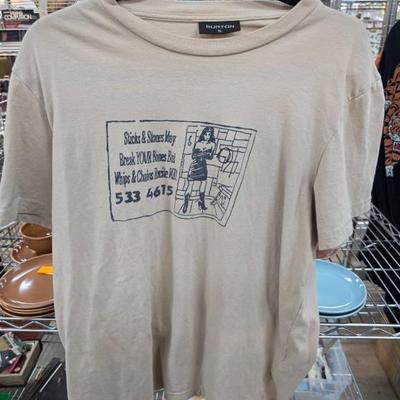 BURTON
Sticks & Stones May
Break YOUR Bones But
Whips & Chains Excite ME!
533 4675